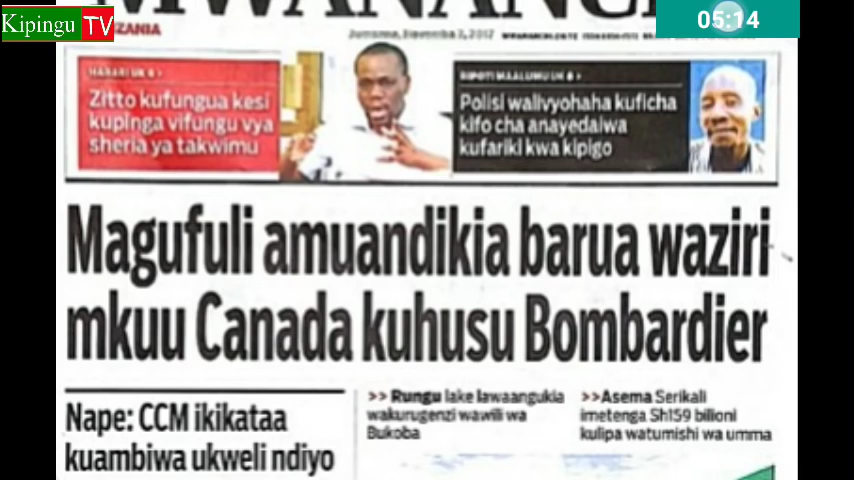 Kipingu TV
05:14
MWANANCHI
Zitto kufungua kesi
kupinga vifungu vya
sheria ya takwimu
Polisi walivyohaha kuficha
kifo cha anayedaiwa
kufariki kwa kipigo
Magufuli amuandikia barua waziri
mkuu Canada kuhusu Bombardier
Nape: CCM ikikataa
kuambiwa ukweli ndiyo
>> Rungu lake lawaangukia
wakurugenzi wawili wa
Bukoba
>>Asema Serikali
imetenga Sh159 bilioni
kulipa watumishi wa umma